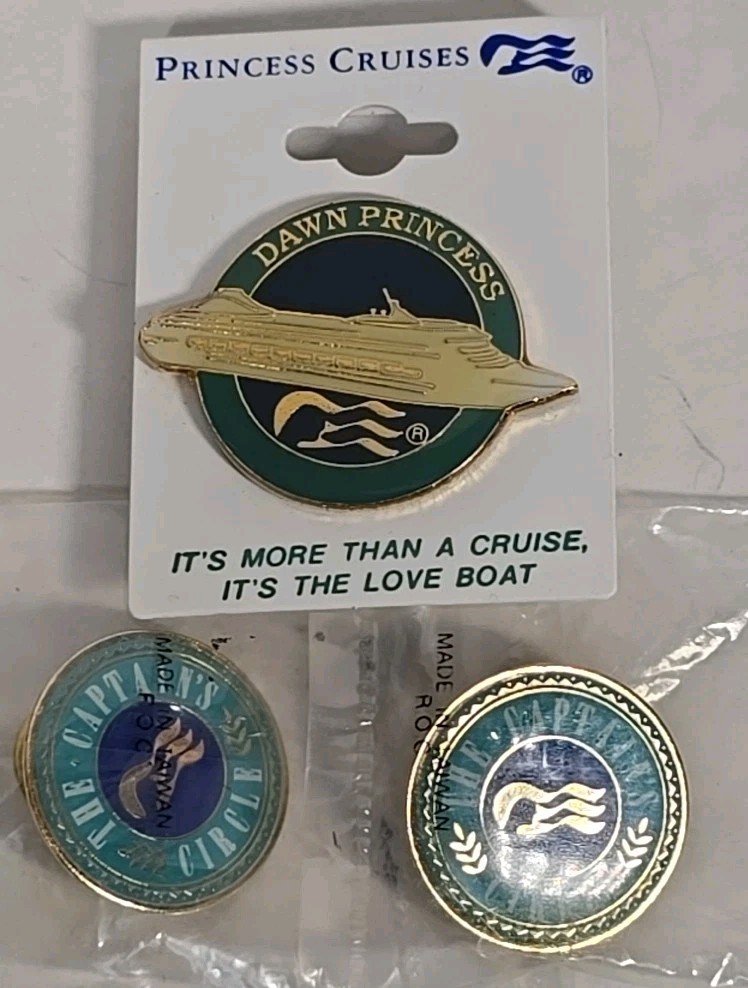 PRINCESS CRUISES ®
DAWN PRINCESS
®
IT'S MORE THAN A CRUISE,
IT'S THE LOVE BOAT
THE CAPTAIN'S
CIRCLE
MADE IN TAIWAN
R O C
THE CAPTAIN'S
CIRCLE
MADE IN TAIWAN
R O C